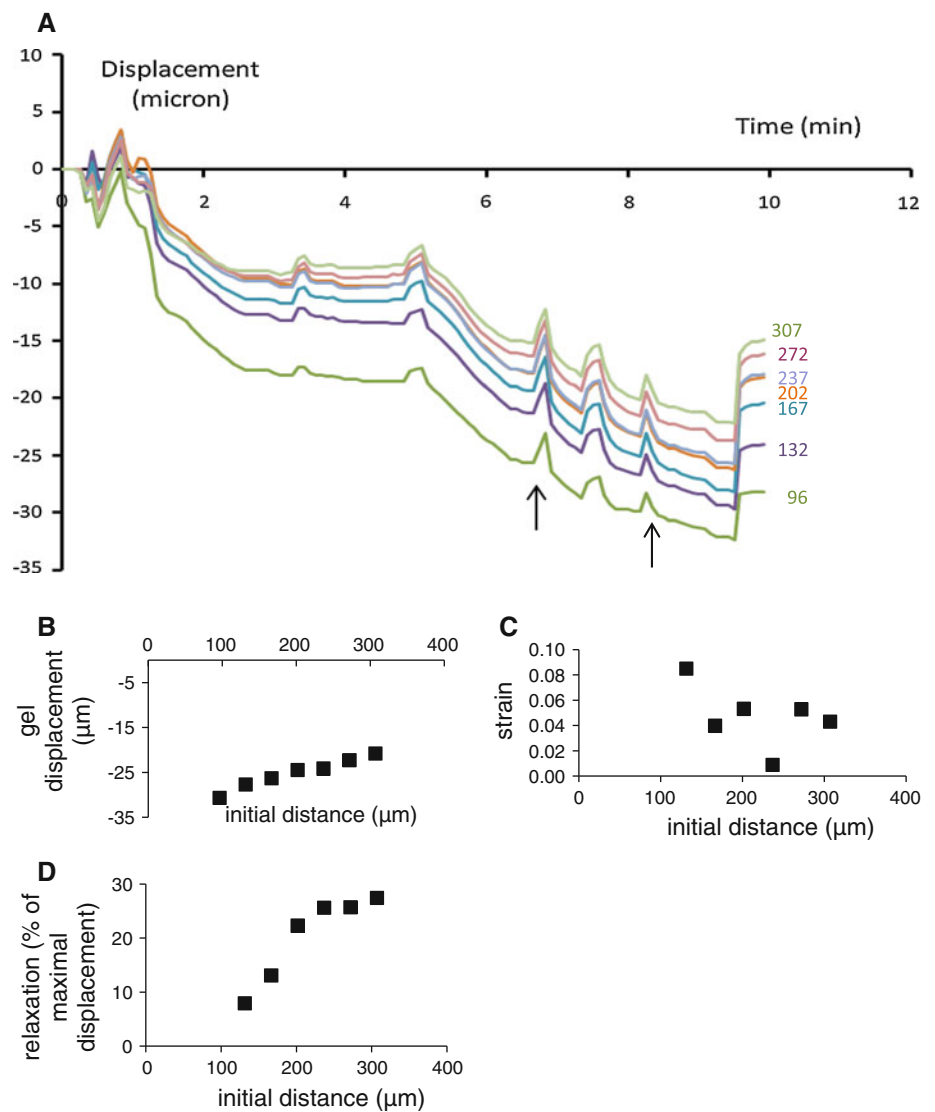 A
Displacement
(micron)
Time (min)
10
5
0
-5
-10
-15
-20
-25
-30
-35
0 2 4 6 8 10 12
307
272
237
202
167
132
96
B
0 100 200 300 400
gel
displacement
(µm)
-5
-15
-25
-35
initial distance (µm)
C
strain
0.10
0.08
0.06
0.04
0.02
0.00
0 100 200 300 400
initial distance (µm)
D
relaxation (% of
maximal
displacement)
30
20
10
0
0 100 200 300 400
initial distance (µm)